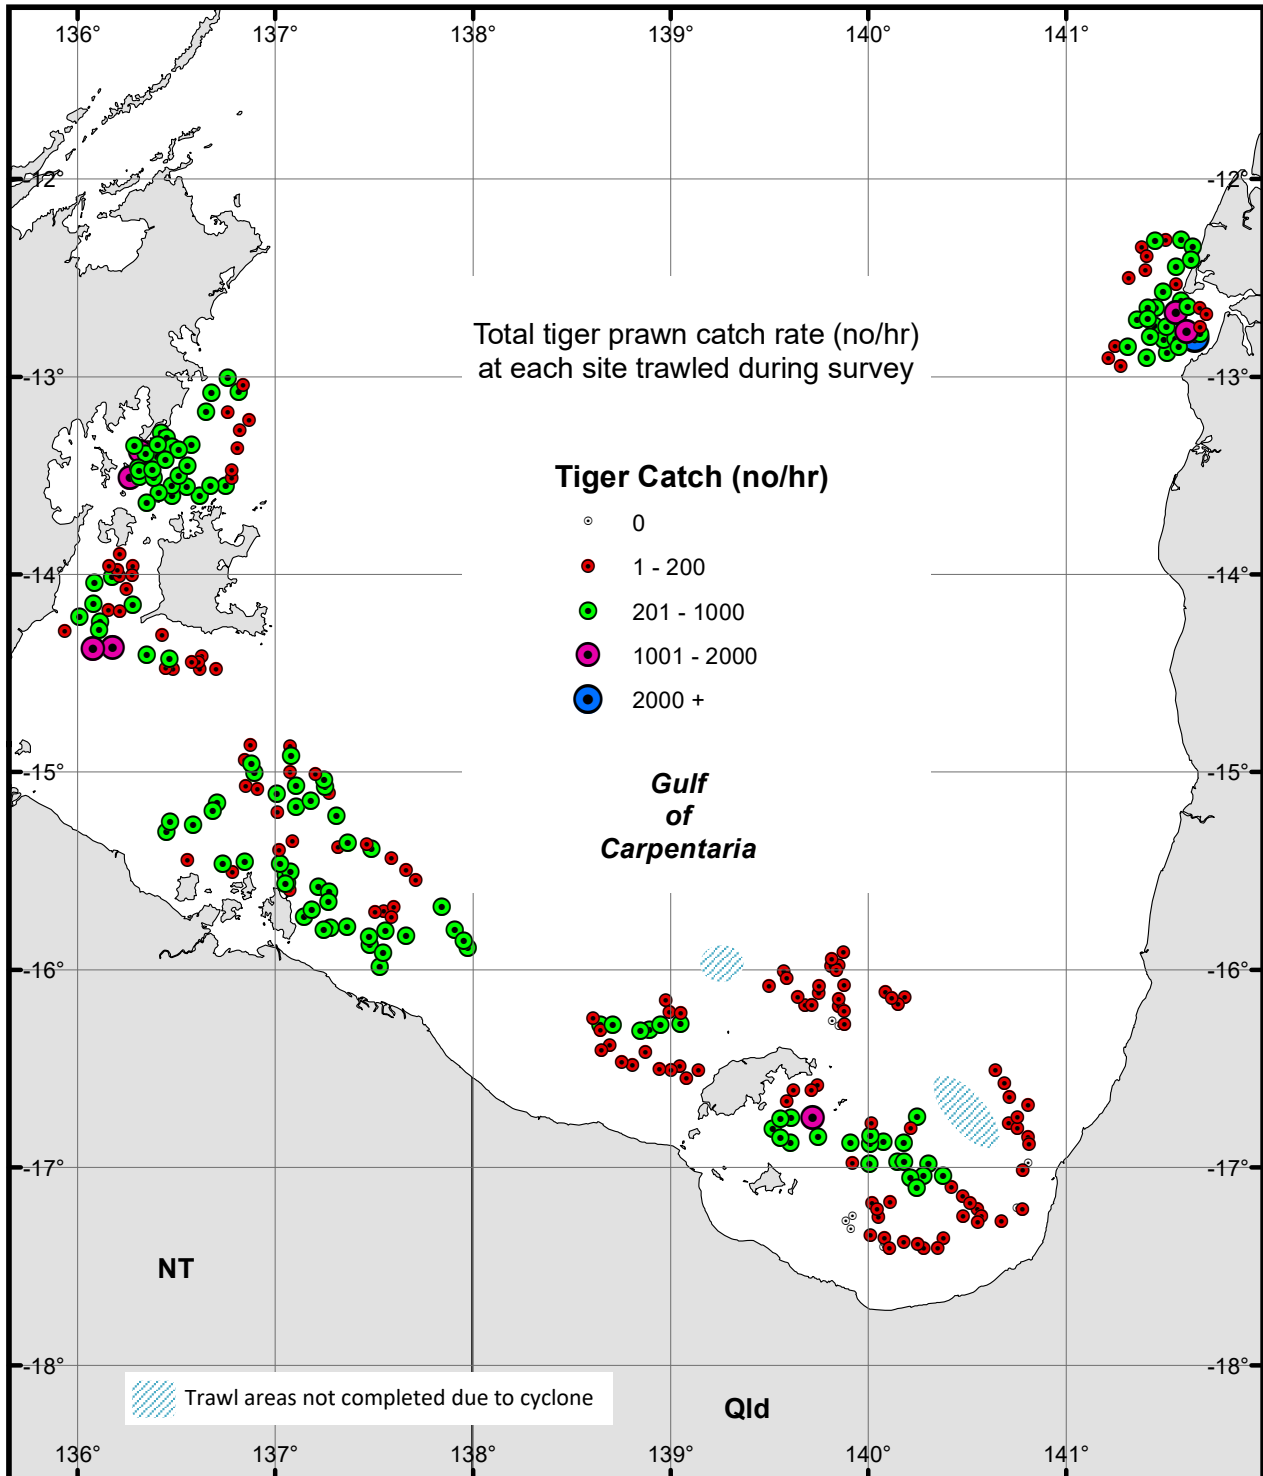 136° 137° 138° 139° 140° 141°
-12° -12°
Total tiger prawn catch rate (no/hr)
at each site trawled during survey
-13° -13°
Tiger Catch (no/hr)
0
1 - 200
-14° -14°
201 - 1000
1001 - 2000
2000 +
-15° -15°
Gulf
of
Carpentaria
-16° -16°
-17° -17°
NT
-18° -18°
Trawl areas not completed due to cyclone
Qld
136° 137° 138° 139° 140° 141°